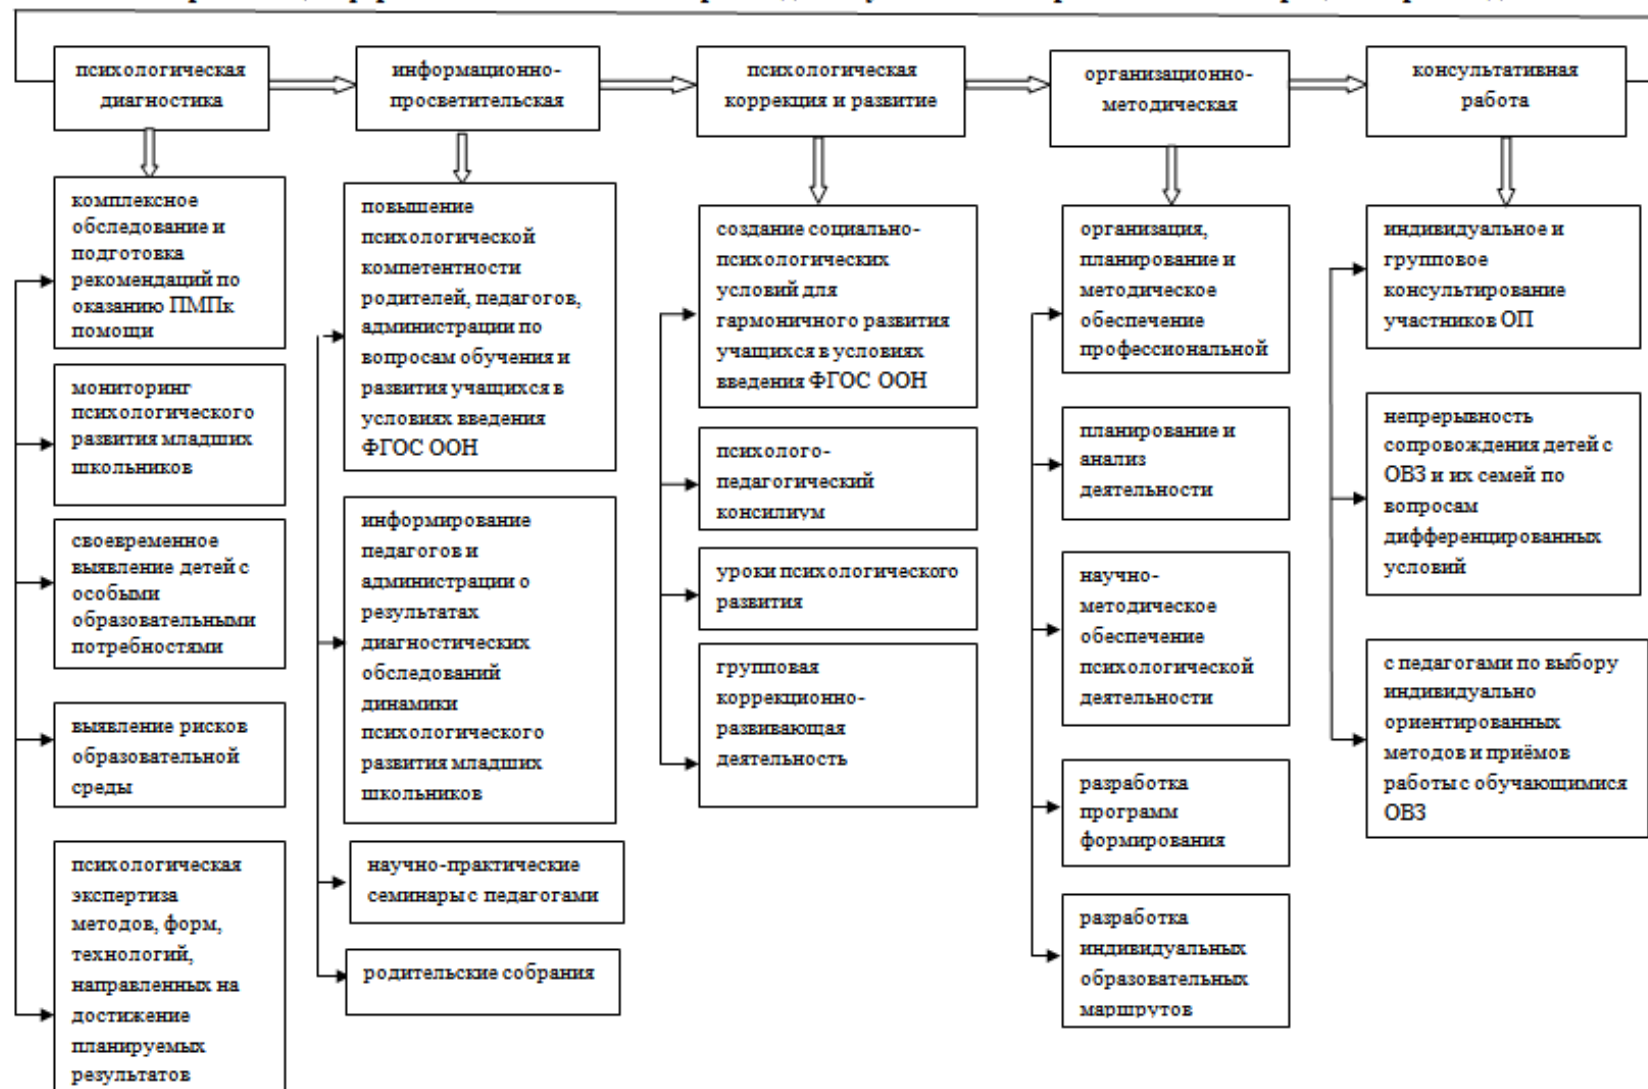 психологическая
диагностика
информационно-
просветительская
психологическая
коррекция и развитие
организационно-
методическая
консультативная
работа
комплексное
обследование и
подготовка
рекомендаций по
оказанию ПМПк
помощи
мониторинг
психологического
развития младших
школьников
своевременное
выявление детей с
особыми
образовательными
потребностями
выявление рисков
образовательной
среды
психологическая
экспертиза
методов, форм,
технологий,
направленных на
достижение
планируемых
результатов
повышение
психологической
компетентности
родителей, педагогов,
администрации по
вопросам обучения и
развития учащихся в
условиях введения
ФГОС ООН
информирование
педагогов и
администрации о
результатах
диагностических
обследований
динамики
психологического
развития младших
школьников
научно-практические
семинары с педагогами
родительские собрания
создание социально-
психологических
условий для
гармоничного развития
учащихся в условиях
введения ФГОС ООН
психолого-
педагогический
консилиум
уроки психологического
развития
групповая
коррекционно-
развивающая
деятельность
организация,
планирование и
методическое
обеспечение
профессиональной
планирование и
анализ
деятельности
научно-
методическое
обеспечение
психологической
деятельности
разработка
программ
формирования
разработка
индивидуальных
образовательных
маршрутов
индивидуальное и
групповое
консультирование
участников ОП
непрерывность
сопровождения детей с
ОВЗ и их семей по
вопросам
дифференцированных
условий
с педагогами по выбору
индивидуально
ориентированных
методов и приёмов
работы с обучающимися
ОВЗ